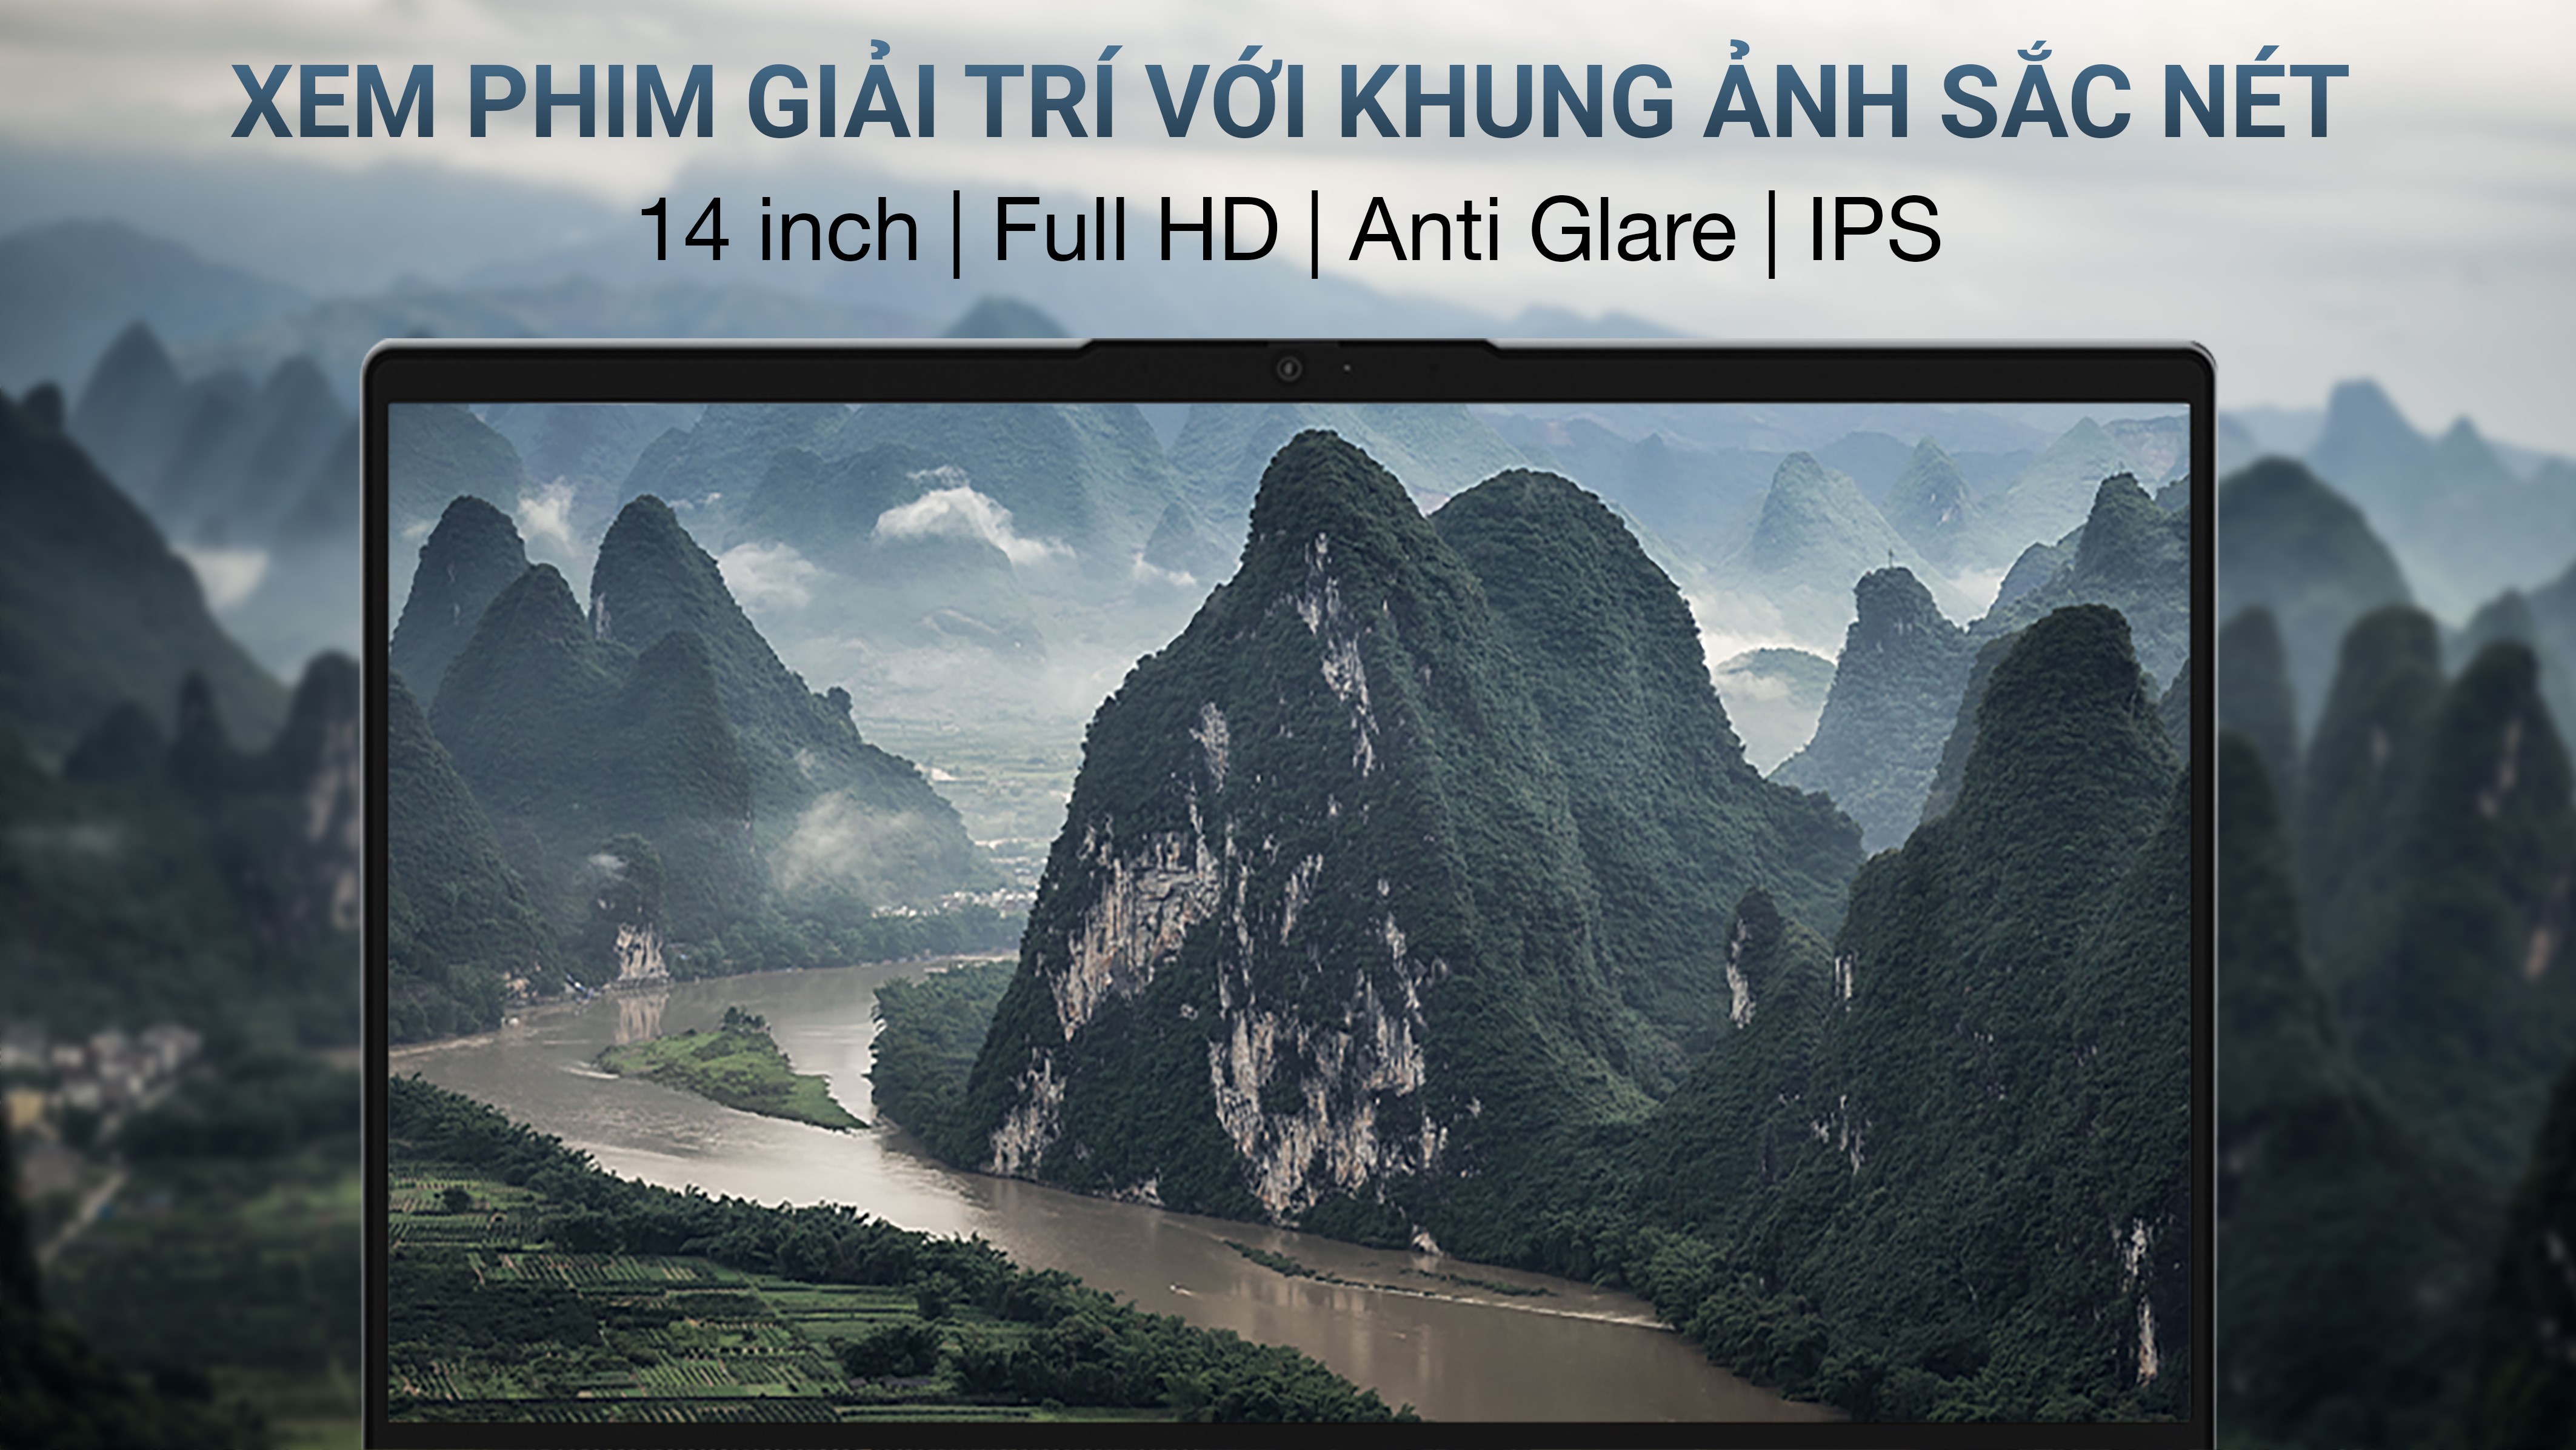 XEM PHIM GIẢI TRÍ VỚI KHUNG ẢNH SẮC NÉT
14 inch | Full HD | Anti Glare | IPS